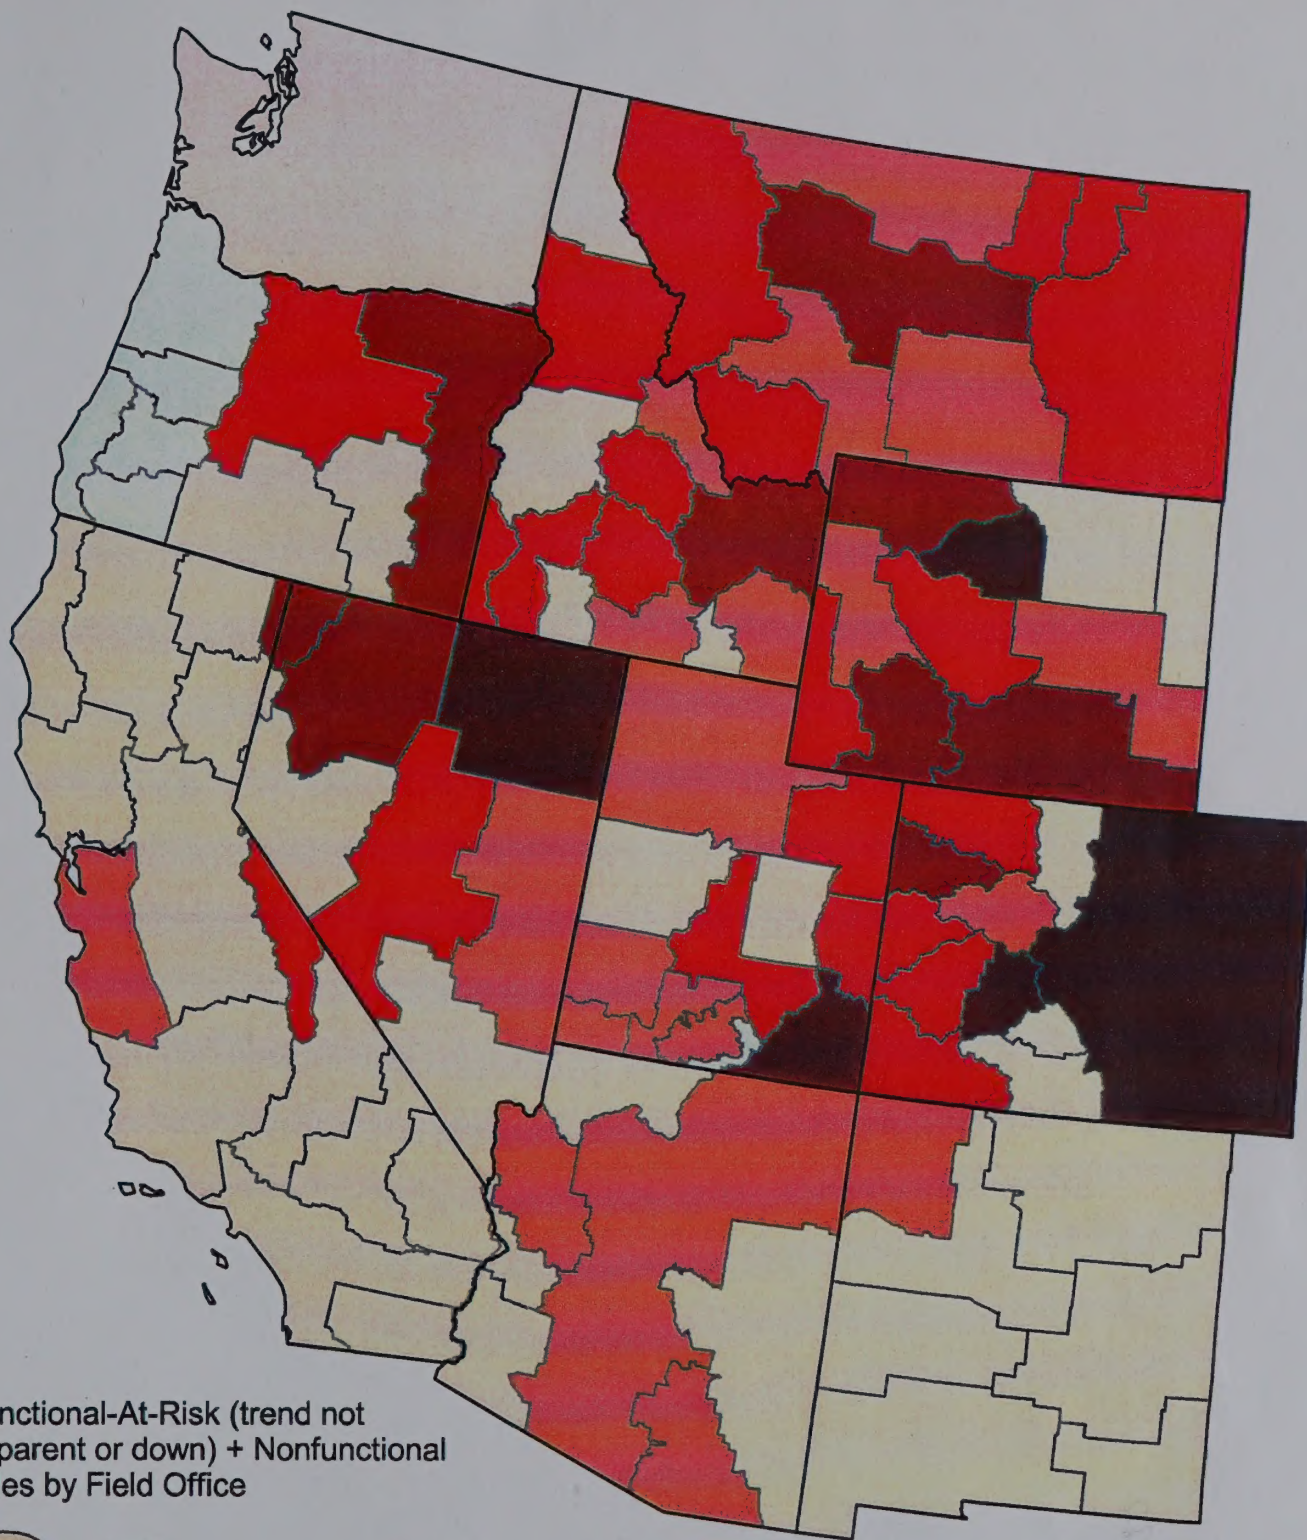 nctional-At-Risk (trend not
parent or down) + Nonfunctional
es by Field Office